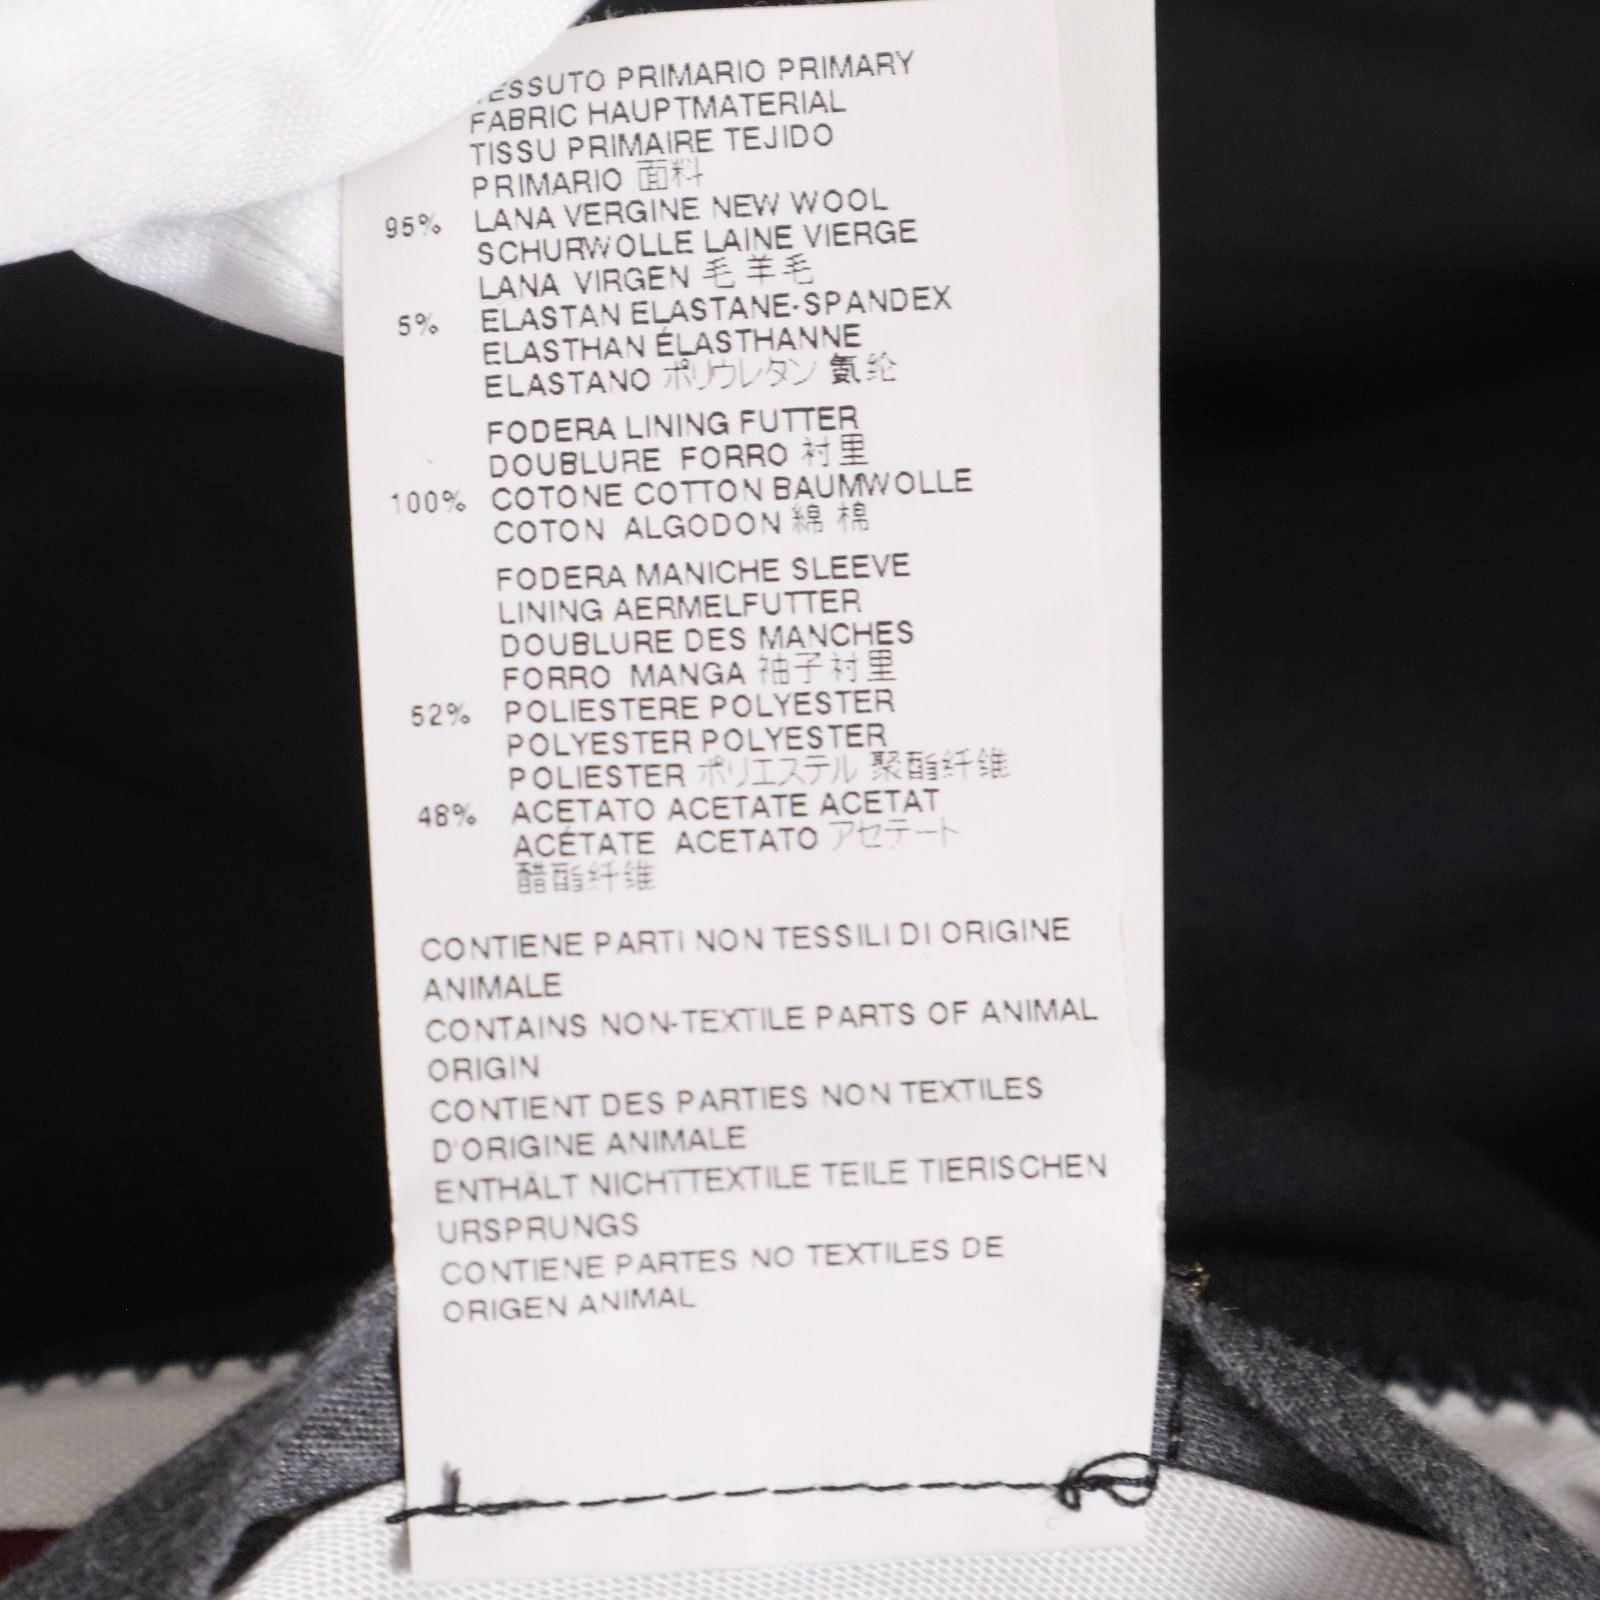 TESSUTO PRIMARIO PRIMARY
FABRIC HAUPTMATERIAL
TISSU PRIMAIRE TEJIDO
PRIMARIO 面料
95% LANA VERGINE NEW WOOL
SCHURWOLLE LAINE VIERGE
LANA VIRGEN 毛 羊毛
5% ELASTAN ELASTANE-SPANDEX
ELASTHAN ÉLASTHANNE
ELASTANO ポリウレタン 氨纶
FODERA LINING FUTTER
DOUBLURE FORRO 衬里
100% COTONE COTTON BAUMWOLLE
COTON ALGODON 綿 棉
FODERA MANICHE SLEEVE
LINING AERMELFUTTER
DOUBLURE DES MANCHES
FORRO MANGA 袖子衬里
52% POLIESTERE POLYESTER
POLYESTER POLYESTER
POLIESTER ポリエステル 聚酯纤维
48% ACETATO ACETATE ACETAT
ACÉTATE ACETATO アセテート
醋酯纤维
CONTIENE PARTI NON TESSILI DI ORIGINE
ANIMALE
CONTAINS NON-TEXTILE PARTS OF ANIMAL
ORIGIN
CONTIENT DES PARTIES NON TEXTILES
D'ORIGINE ANIMALE
ENTHÄLT NICHTTEXTILE TEILE TIERISCHEN
URSPRUNGS
CONTIENE PARTES NO TEXTILES DE
ORIGEN ANIMAL